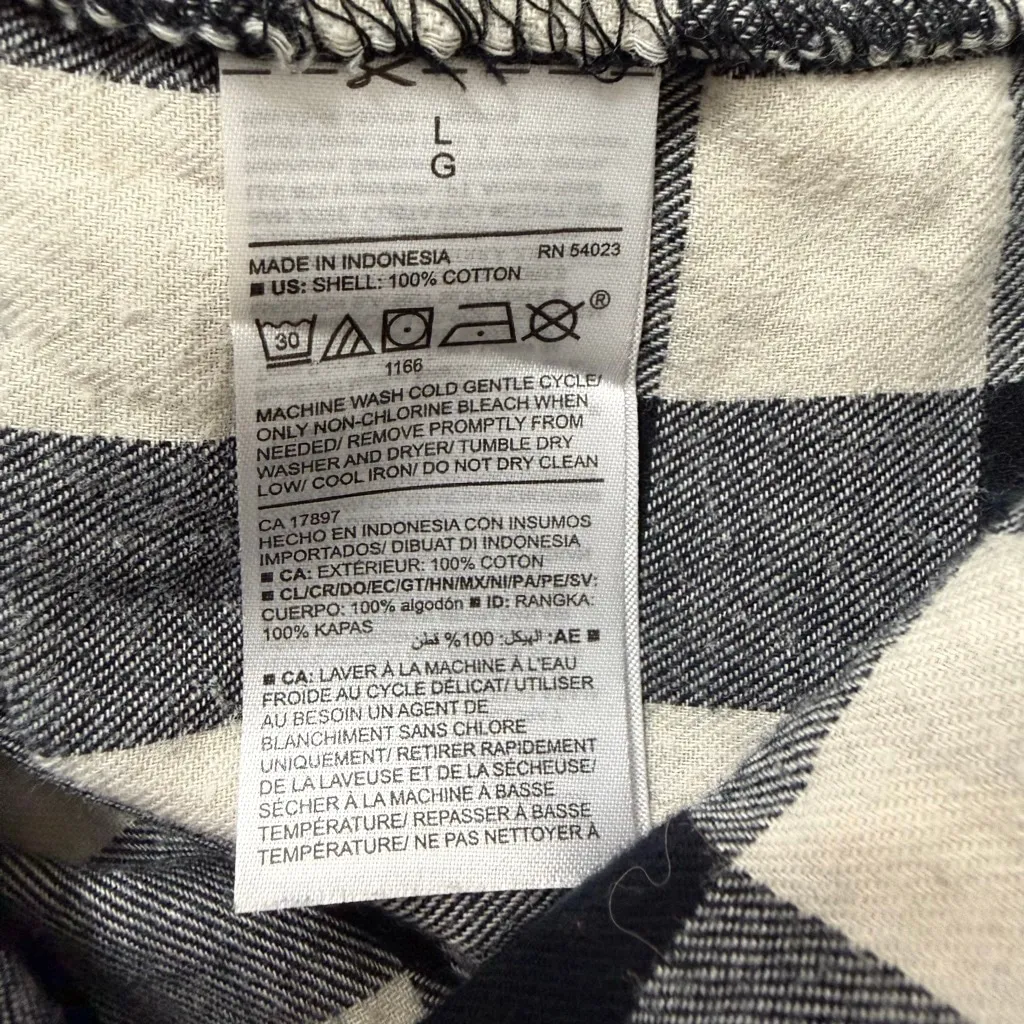 L
G
MADE IN INDONESIA RN 54023
■ US: SHELL: 100% COTTON
30 ®
1166
MACHINE WASH COLD GENTLE CYCLE/
ONLY NON-CHLORINE BLEACH WHEN
NEEDED/ REMOVE PROMPTLY FROM
WASHER AND DRYER/ TUMBLE DRY
LOW/ COOL IRON/ DO NOT DRY CLEAN
CA 17897
HECHO EN INDONESIA CON INSUMOS
IMPORTADOS/ DIBUAT DI INDONESIA
■ CA: EXTÉRIEUR: 100% COTON
■ CL/CR/DO/EC/GT/HN/MX/NI/PA/PE/SV:
CUERPO: 100% algodón ■ ID: RANGKA:
100% KAPAS
■ AE: الهيكل: 100% قطن
■ CA: LAVER À LA MACHINE À L'EAU
FROIDE AU CYCLE DÉLICAT/ UTILISER
AU BESOIN UN AGENT DE
BLANCHIMENT SANS CHLORE
UNIQUEMENT/ RETIRER RAPIDEMENT
DE LA LAVEUSE ET DE LA SÉCHEUSE/
SÉCHER À LA MACHINE À BASSE
TEMPÉRATURE/ REPASSER À BASSE
TEMPÉRATURE/ NE PAS NETTOYER À